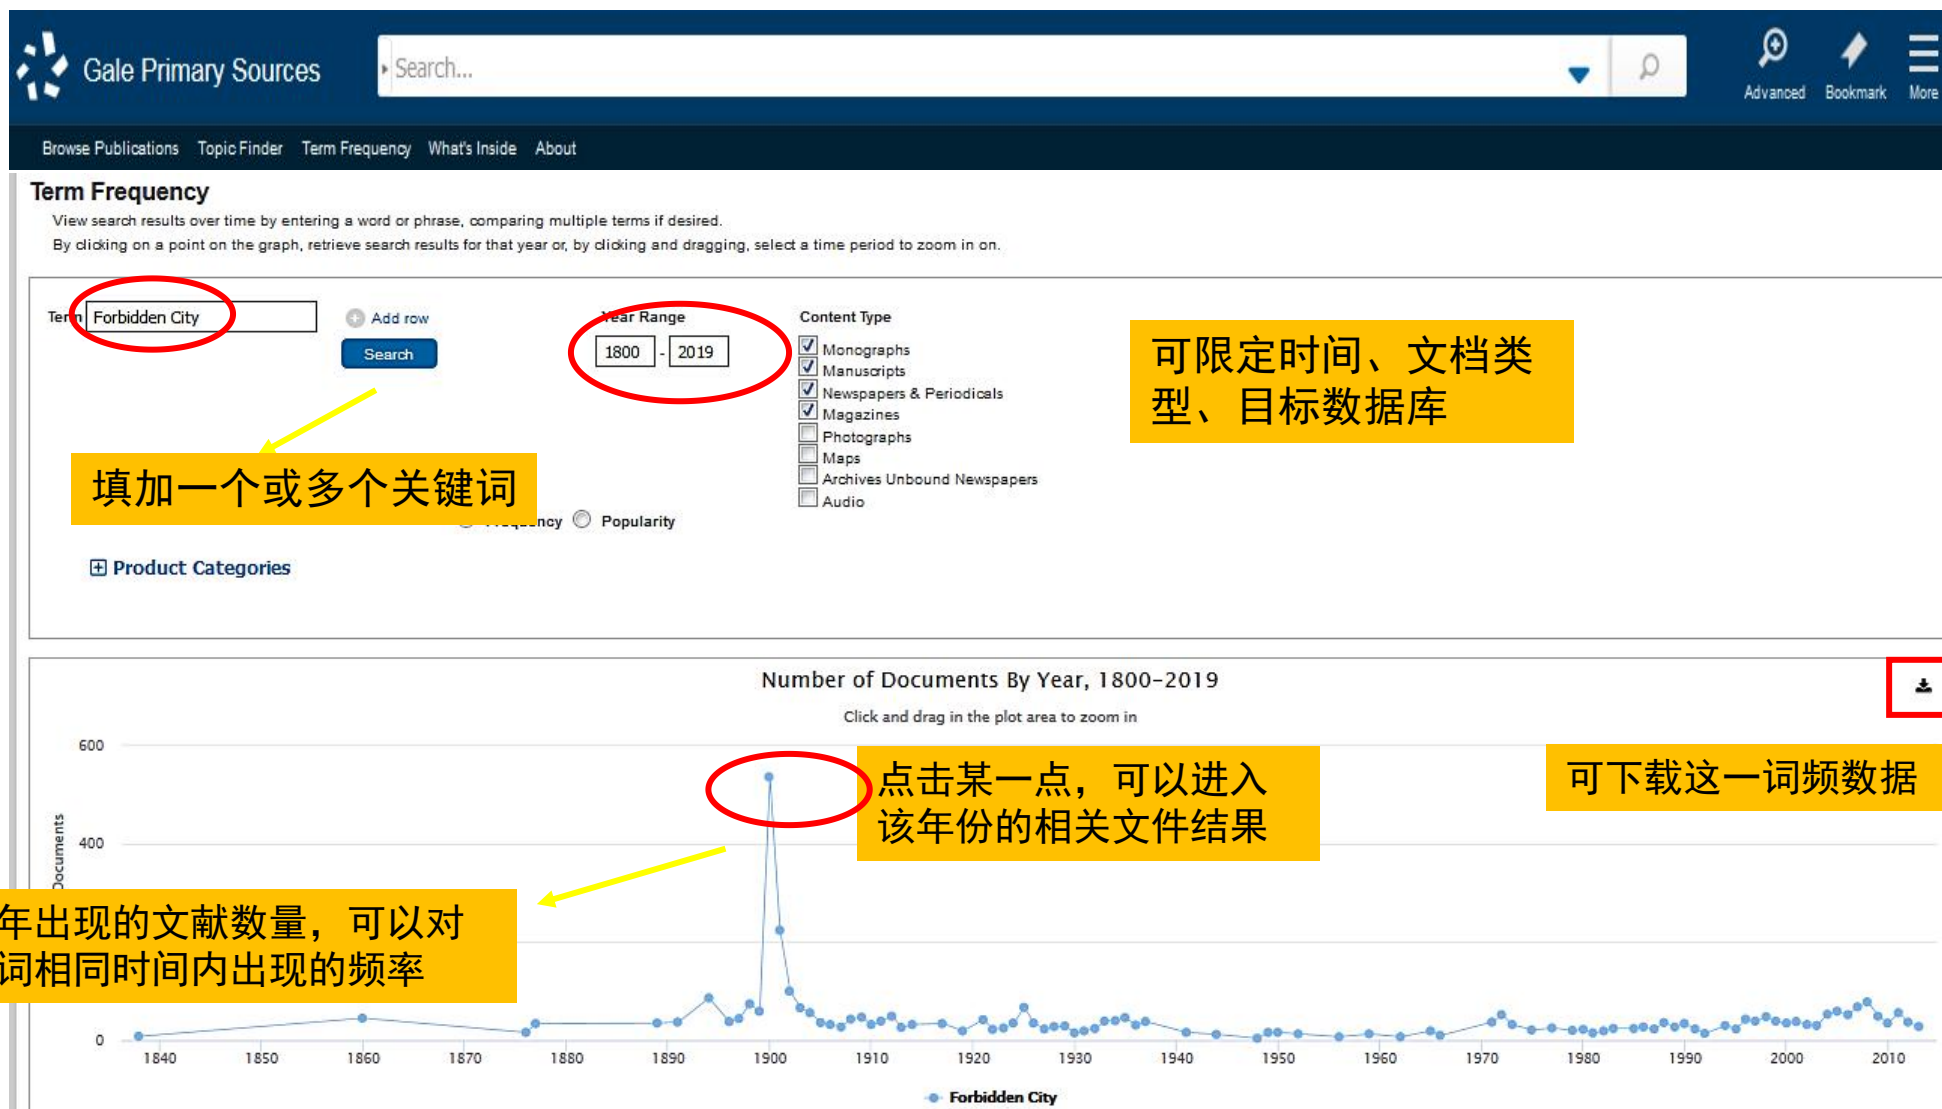 Gale Primary Sources
Search...
Advanced Bookmark More
Browse Publications Topic Finder Term Frequency What's Inside About
Term Frequency
View search results over time by entering a word or phrase, comparing multiple terms if desired.
By clicking on a point on the graph, retrieve search results for that year or, by clicking and dragging, select a time period to zoom in on.
Term Forbidden City
Add row
Search
Year Range
1800 - 2019
Content Type
Monographs
Manuscripts
Newspapers & Periodicals
Magazines
Photographs
Maps
Archives Unbound Newspapers
Audio
可限定时间、文档类
型、目标数据库
填加一个或多个关键词
Popularity
Product Categories
Number of Documents By Year, 1800-2019
Click and drag in the plot area to zoom in
600
400
0
Documents
点击某一点，可以进入
该年份的相关文件结果
可下载这一词频数据
年出现的文献数量，可以对
词相同时间内出现的频率
1840 1850 1860 1870 1880 1890 1900 1910 1920 1930 1940 1950 1960 1970 1980 1990 2000 2010
Forbidden City